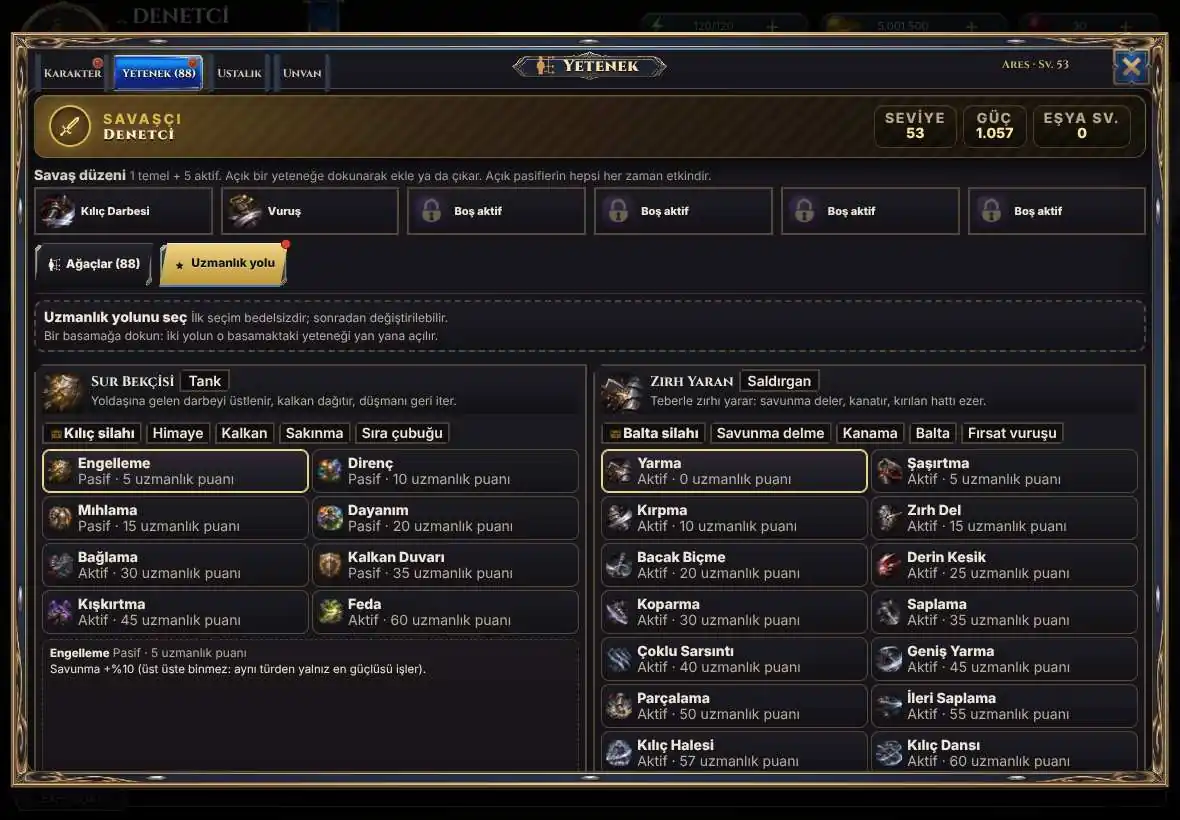 DENETCİ
120/120
5.001.500
30
KARAKTER
YETENEK (88)
USTALIK
UNVAN
YETENEK
ARES · SV. 53
SAVAŞÇI
DENETCİ
SEVİYE
53
GÜÇ
1.057
EŞYA SV.
0
Savaş düzeni 1 temel + 5 aktif. Açık bir yeteneğe dokunarak ekle ya da çıkar. Açık pasiflerin hepsi her zaman etkindir.
Kılıç Darbesi
Vuruş
Boş aktif
Boş aktif
Boş aktif
Boş aktif
Ağaçlar (88)
Uzmanlık yolu
Uzmanlık yolunu seç İlk seçim bedelsizdir; sonradan değiştirilebilir.
Bir basamağa dokun: iki yolun o basamaktaki yeteneği yan yana açılır.
SUR BEKÇİSİ Tank
Yoldaşına gelen darbeyi üstlenir, kalkan dağıtır, düşmanı geri iter.
Kılıç silahı Himaye Kalkan Sakınma Sıra çubuğu
Engelleme
Pasif · 5 uzmanlık puanı
Direnç
Pasif · 10 uzmanlık puanı
Mıhlama
Pasif · 15 uzmanlık puanı
Dayanım
Pasif · 20 uzmanlık puanı
Bağlama
Aktif · 30 uzmanlık puanı
Kalkan Duvarı
Pasif · 35 uzmanlık puanı
Kışkırtma
Aktif · 45 uzmanlık puanı
Feda
Aktif · 60 uzmanlık puanı
Engelleme Pasif · 5 uzmanlık puanı
Savunma +%10 (üst üste binmez: aynı türden yalnız en güçlüsü işler).
ZIRH YARAN Saldırgan
Teberle zırhı yarar: savunma deler, kanatır, kırılan hattı ezer.
Balta silahı Savunma delme Kanama Balta Fırsat vuruşu
Yarma
Aktif · 0 uzmanlık puanı
Şaşırtma
Aktif · 5 uzmanlık puanı
Kırpma
Aktif · 10 uzmanlık puanı
Zırh Del
Aktif · 15 uzmanlık puanı
Bacak Biçme
Aktif · 20 uzmanlık puanı
Derin Kesik
Aktif · 25 uzmanlık puanı
Koparma
Aktif · 30 uzmanlık puanı
Saplama
Aktif · 35 uzmanlık puanı
Çoklu Sarsıntı
Aktif · 40 uzmanlık puanı
Geniş Yarma
Aktif · 45 uzmanlık puanı
Parçalama
Aktif · 50 uzmanlık puanı
İleri Saplama
Aktif · 55 uzmanlık puanı
Kılıç Halesi
Aktif · 57 uzmanlık puanı
Kılıç Dansı
Aktif · 60 uzmanlık puanı